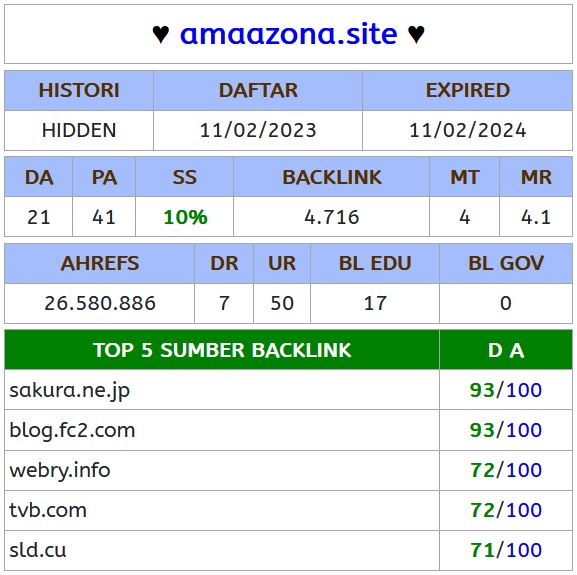 ♥ amaazona.site ♥
HISTORI DAFTAR EXPIRED
HIDDEN 11/02/2023 11/02/2024
DA PA SS BACKLINK MT MR
21 41 10% 4.716 4 4.1
AHREFS DR UR BL EDU BL GOV
26.580.886 7 50 17 0
TOP 5 SUMBER BACKLINK D A
sakura.ne.jp 93/100
blog.fc2.com 93/100
webry.info 72/100
tvb.com 72/100
sld.cu 71/100